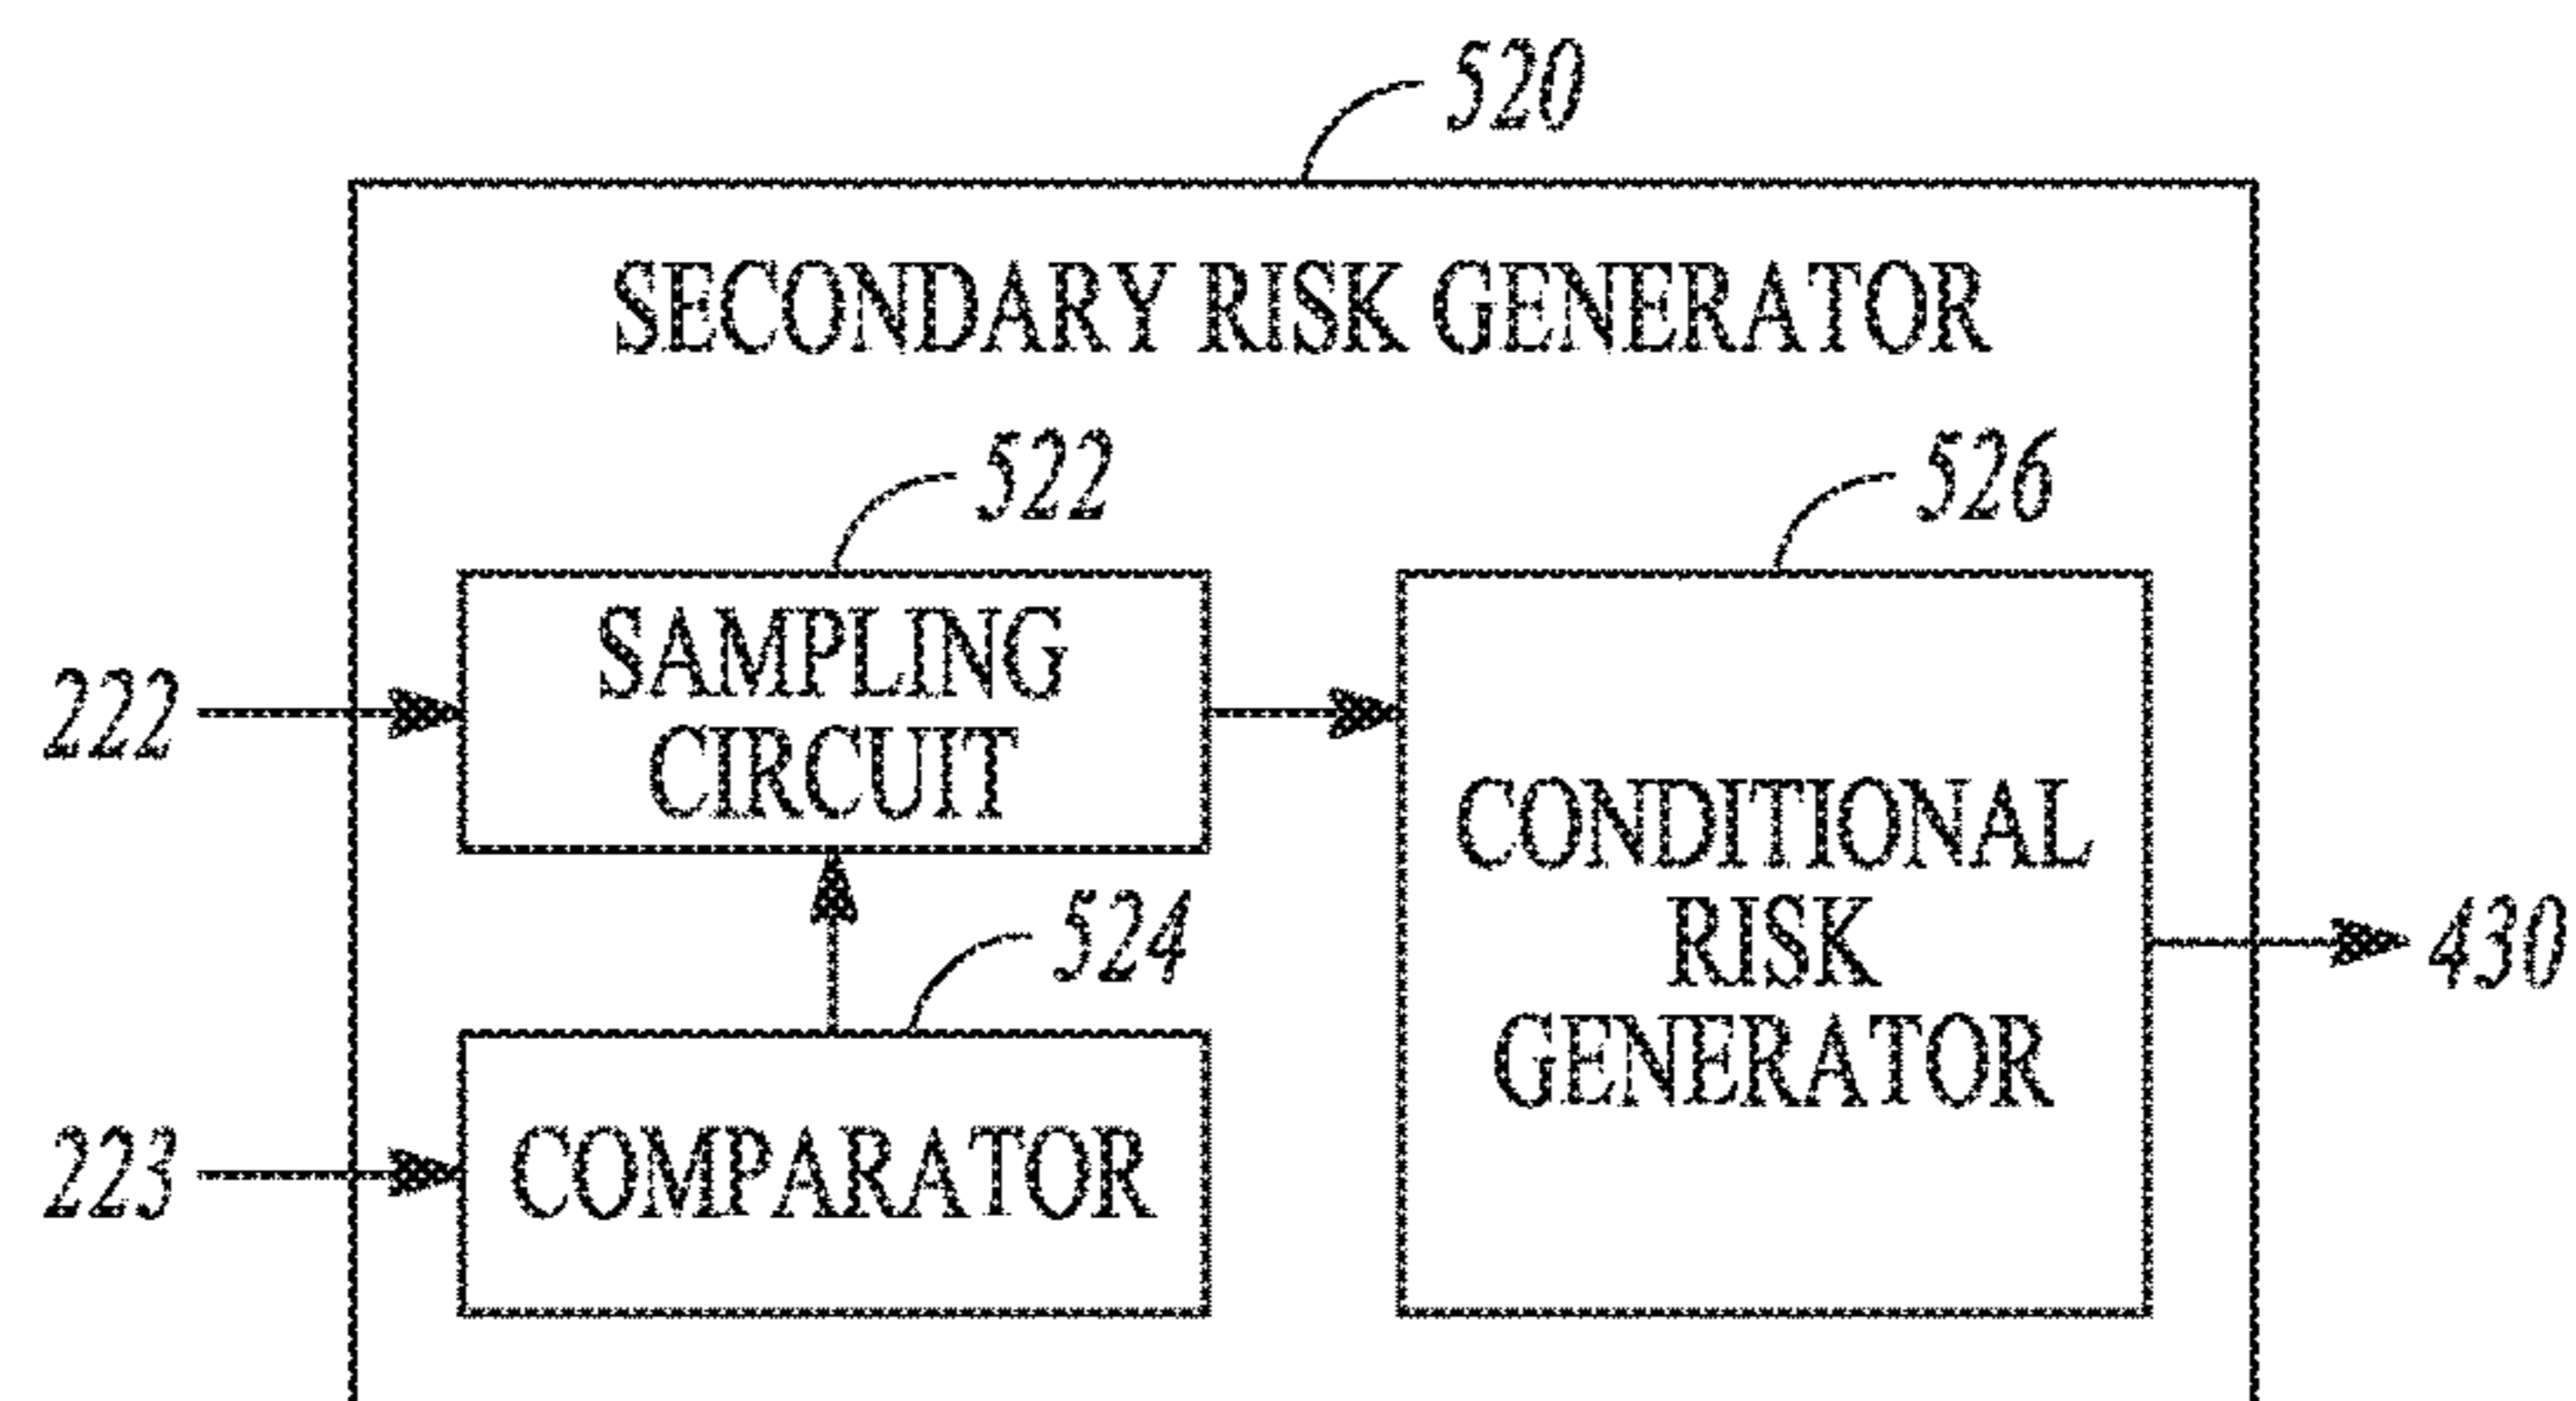 520
SECONDARY RISK GENERATOR
522
526
SAMPLING
CIRCUIT
222
CONDITIONAL
RISK
GENERATOR
524
430
COMPARATOR
223